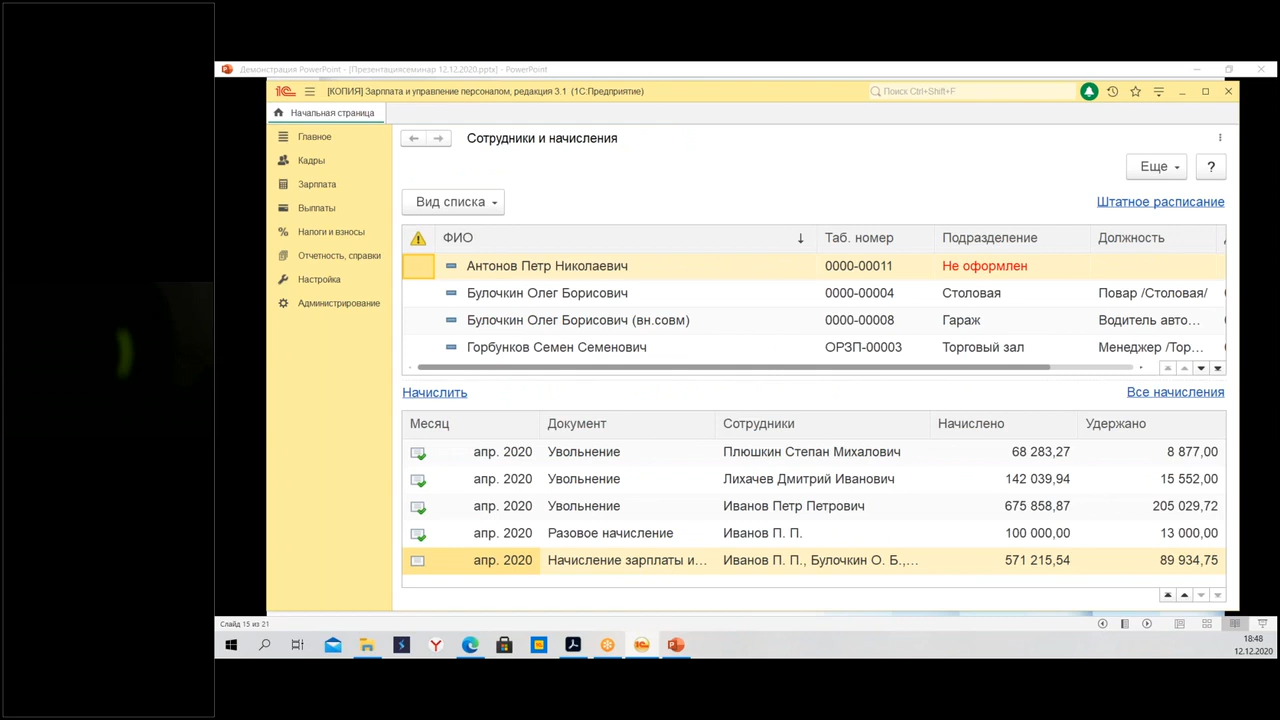 Демонстрация PowerPoint - [Презентациясеминар 12.12.2020.pptx] - PowerPoint
[КОПИЯ] Зарплата и управление персоналом, редакция 3.1 (1С:Предприятие)
Поиск Ctrl+Shift+F
Начальная страница
Главное
Кадры
Зарплата
Выплаты
Налоги и взносы
Отчетность, справки
Настройка
Администрирование
Сотрудники и начисления
Еще
?
Вид списка
Штатное расписание
ФИО ↓ Таб. номер Подразделение Должность
Антонов Петр Николаевич 0000-00011 Не оформлен
Булочкин Олег Борисович 0000-00004 Столовая Повар /Столовая/
Булочкин Олег Борисович (вн.совм) 0000-00008 Гараж Водитель авто...
Горбунков Семен Семенович ОРЗП-00003 Торговый зал Менеджер /Тор...
Начислить Все начисления
Месяц Документ Сотрудники Начислено Удержано
апр. 2020 Увольнение Плюшкин Степан Михалович 68 283,27 8 877,00
апр. 2020 Увольнение Лихачев Дмитрий Иванович 142 039,94 15 552,00
апр. 2020 Увольнение Иванов Петр Петрович 675 858,87 205 029,72
апр. 2020 Разовое начисление Иванов П. П. 100 000,00 13 000,00
апр. 2020 Начисление зарплаты и... Иванов П. П., Булочкин О. Б.,... 571 215,54 89 934,75
Слайд 15 из 21
18:48
12.12.2020